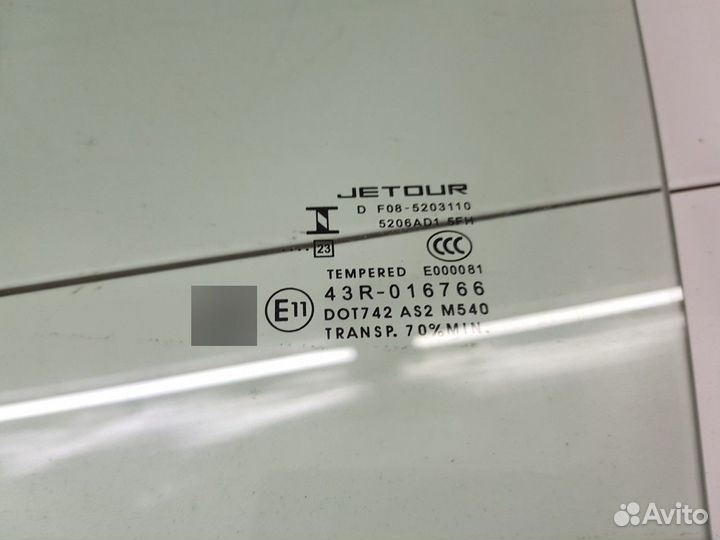 JETOUR
D F08-5203110
5206AD1 5FH
....23
TEMPERED E000081
CCC
E11
43R-016766
DOT742 AS2 M540
TRANSP. 70%MIN.
Avito